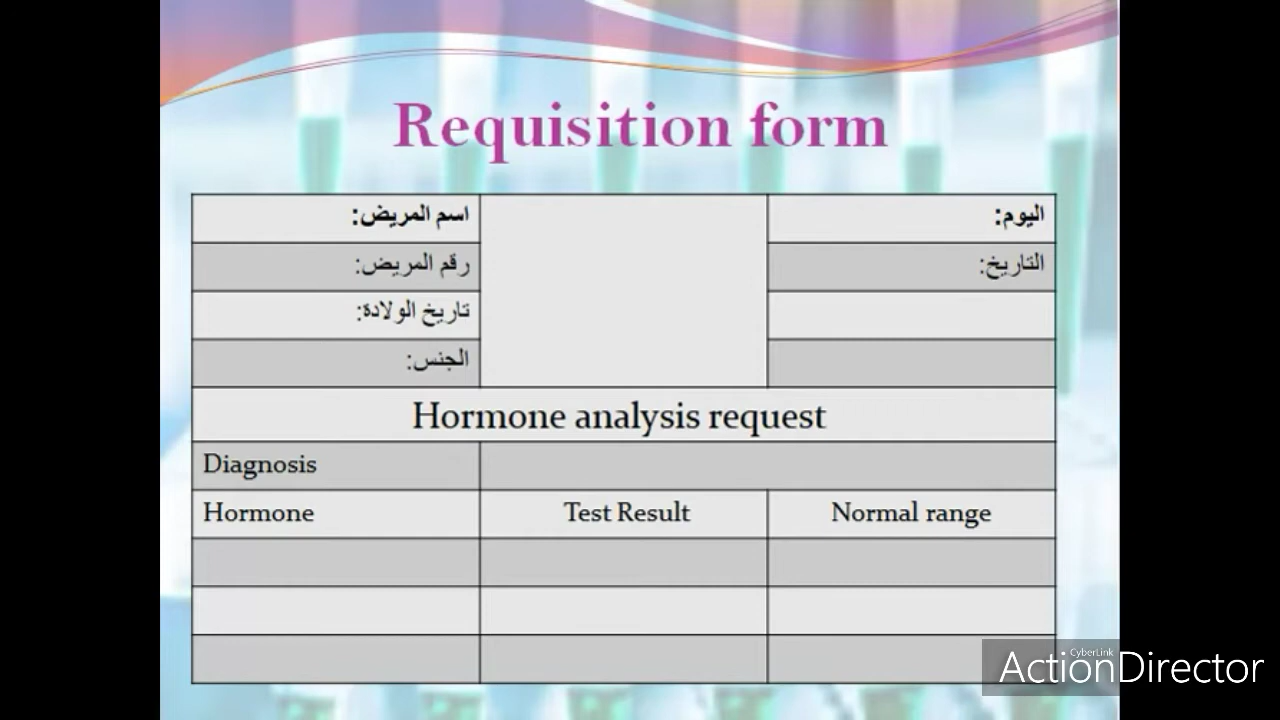 Requisition form
اسم المريض:
اليوم:
رقم المريض:
التاريخ:
تاريخ الولادة:
الجنس:
Hormone analysis request
Diagnosis
Hormone
Test Result
Normal range
CyberLink
ActionDirector